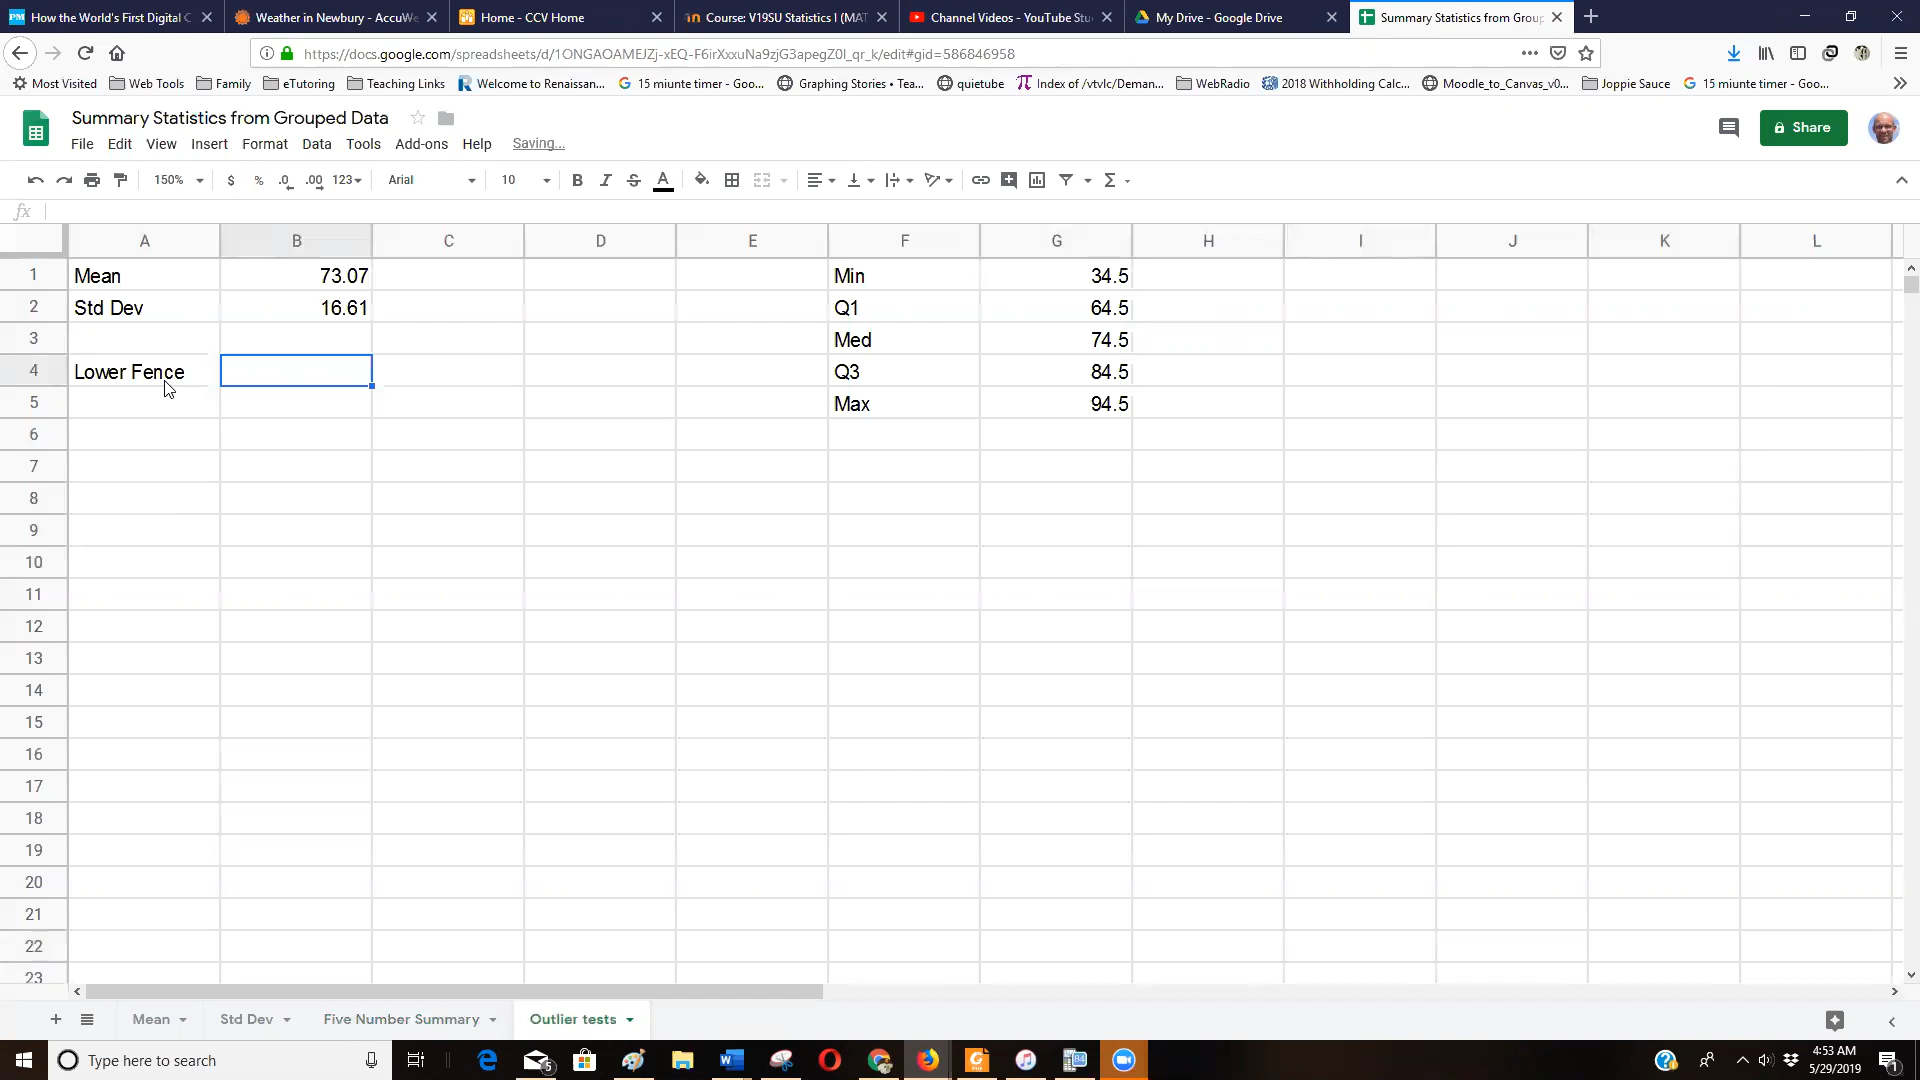 How the World's First Digital C
Weather in Newbury - AccuWe
Home - CCV Home
Course: V19SU Statistics I (MAT
Channel Videos - YouTube Stu
My Drive - Google Drive
Summary Statistics from Group
https://docs.google.com/spreadsheets/d/1ONGAOAMEJZj-xEQ-F6irXxxuNa9zjG3apegZ0l_qr_k/edit#gid=586846958
Most Visited Web Tools Family eTutoring Teaching Links Welcome to Renaissan... 15 miunte timer - Goo... Graphing Stories • Tea... quietube Index of /vtvlc/Deman... WebRadio 2018 Withholding Calc... Moodle_to_Canvas_v0... Joppie Sauce 15 miunte timer - Goo...
Summary Statistics from Grouped Data
File Edit View Insert Format Data Tools Add-ons Help Saving...
Share
150% $ % .0 .00 123 Arial 10 B I S A
fx
A B C D E F G H I J K L
1 Mean 73.07 Min 34.5
2 Std Dev 16.61 Q1 64.5
3 Med 74.5
4 Lower Fence Q3 84.5
5 Max 94.5
6
7
8
9
10
11
12
13
14
15
16
17
18
19
20
21
22
23
Mean Std Dev Five Number Summary Outlier tests
Type here to search
4:53 AM
5/29/2019